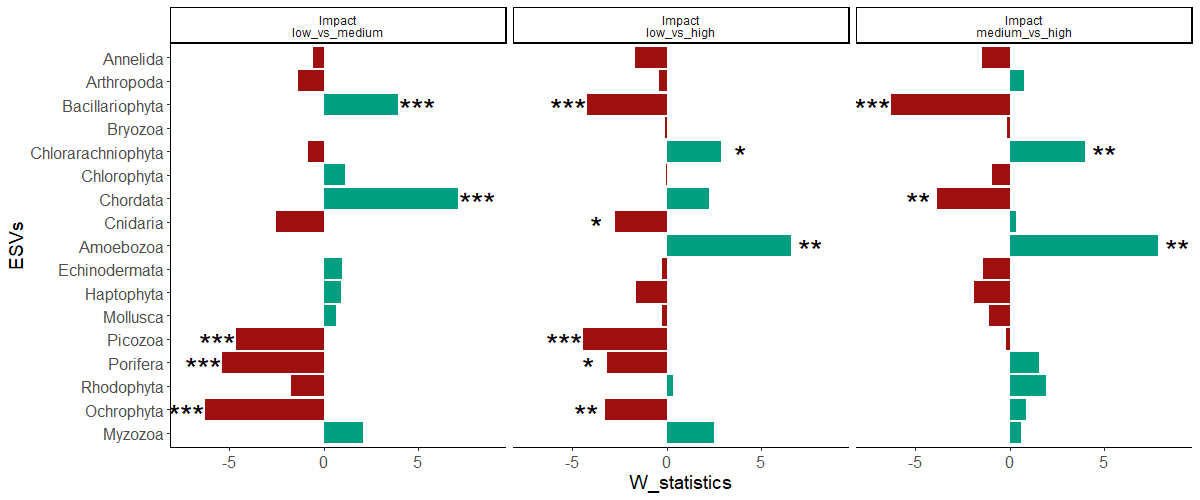 Impact
low_vs_medium
Impact
low_vs_high
Impact
medium_vs_high
ESVs
Annelida
Arthropoda
Bacillariophyta *** *** ***
Bryozoa
Chlorarachniophyta * **
Chlorophyta
Chordata *** **
Cnidaria *
Amoebozoa ** **
Echinodermata
Haptophyta
Mollusca
Picozoa *** ***
Porifera *** *
Rhodophyta
Ochrophyta *** **
Myzozoa
-5 0 5 -5 0 5 -5 0 5
W_statistics